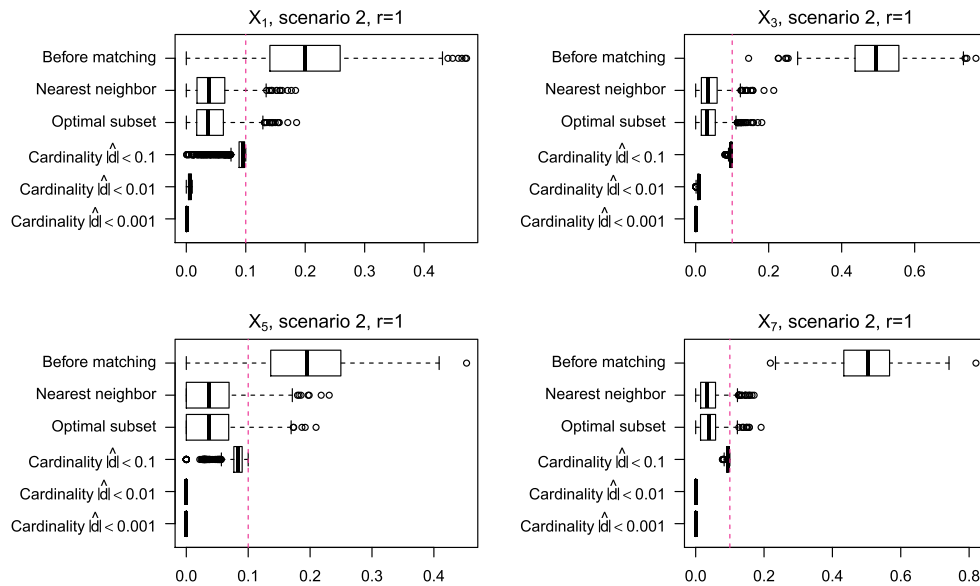 X₁, scenario 2, r=1
Before matching
Nearest neighbor
Optimal subset
Cardinality |d̂| < 0.1
Cardinality |d̂| < 0.01
Cardinality |d̂| < 0.001
0.0 0.1 0.2 0.3 0.4
X₃, scenario 2, r=1
Before matching
Nearest neighbor
Optimal subset
Cardinality |d̂| < 0.1
Cardinality |d̂| < 0.01
Cardinality |d̂| < 0.001
0.0 0.2 0.4 0.6
X₅, scenario 2, r=1
Before matching
Nearest neighbor
Optimal subset
Cardinality |d̂| < 0.1
Cardinality |d̂| < 0.01
Cardinality |d̂| < 0.001
0.0 0.1 0.2 0.3 0.4
X₇, scenario 2, r=1
Before matching
Nearest neighbor
Optimal subset
Cardinality |d̂| < 0.1
Cardinality |d̂| < 0.01
Cardinality |d̂| < 0.001
0.0 0.2 0.4 0.6 0.8